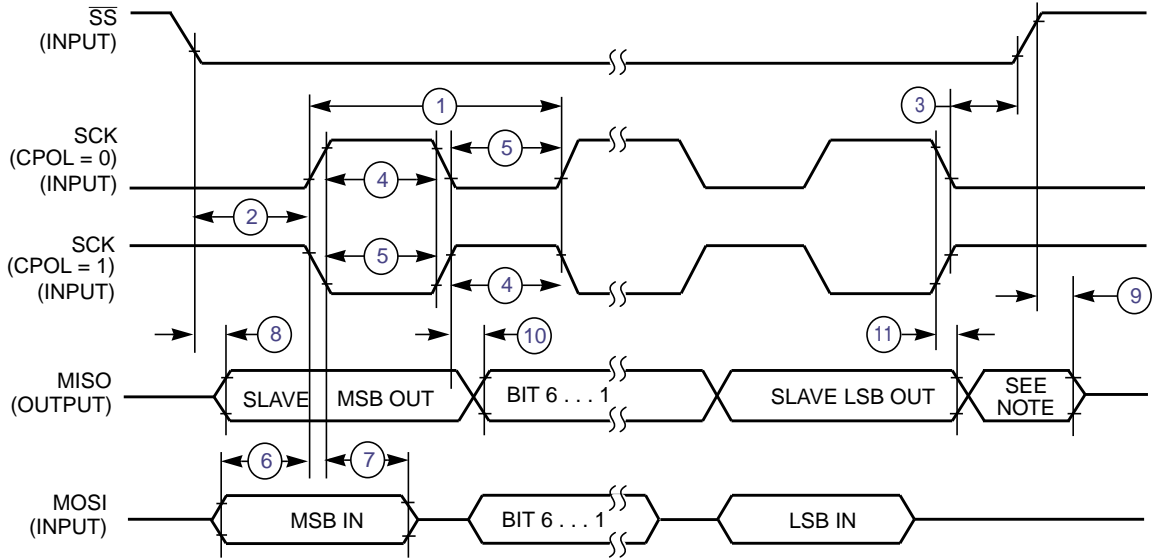 SS
(INPUT)
1
3
SCK
(CPOL = 0)
(INPUT)
5
4
2
SCK
(CPOL = 1)
(INPUT)
5
4
9
8
10
11
MISO
(OUTPUT)
SLAVE MSB OUT
BIT 6 . . . 1
SLAVE LSB OUT
SEE
NOTE
6
7
MOSI
(INPUT)
MSB IN
BIT 6 . . . 1
LSB IN